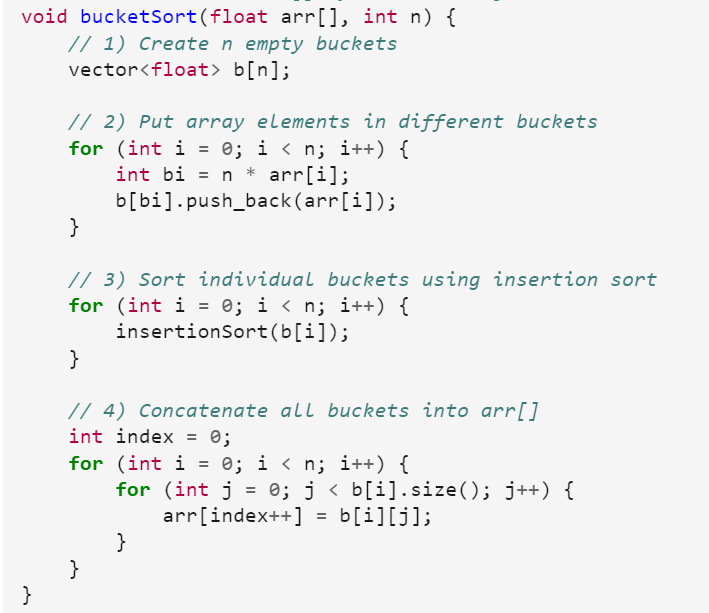 void bucketSort(float arr[], int n) {
    // 1) Create n empty buckets
    vector<float> b[n];

    // 2) Put array elements in different buckets
    for (int i = 0; i < n; i++) {
        int bi = n * arr[i];
        b[bi].push_back(arr[i]);
    }

    // 3) Sort individual buckets using insertion sort
    for (int i = 0; i < n; i++) {
        insertionSort(b[i]);
    }

    // 4) Concatenate all buckets into arr[]
    int index = 0;
    for (int i = 0; i < n; i++) {
        for (int j = 0; j < b[i].size(); j++) {
            arr[index++] = b[i][j];
        }
    }
}